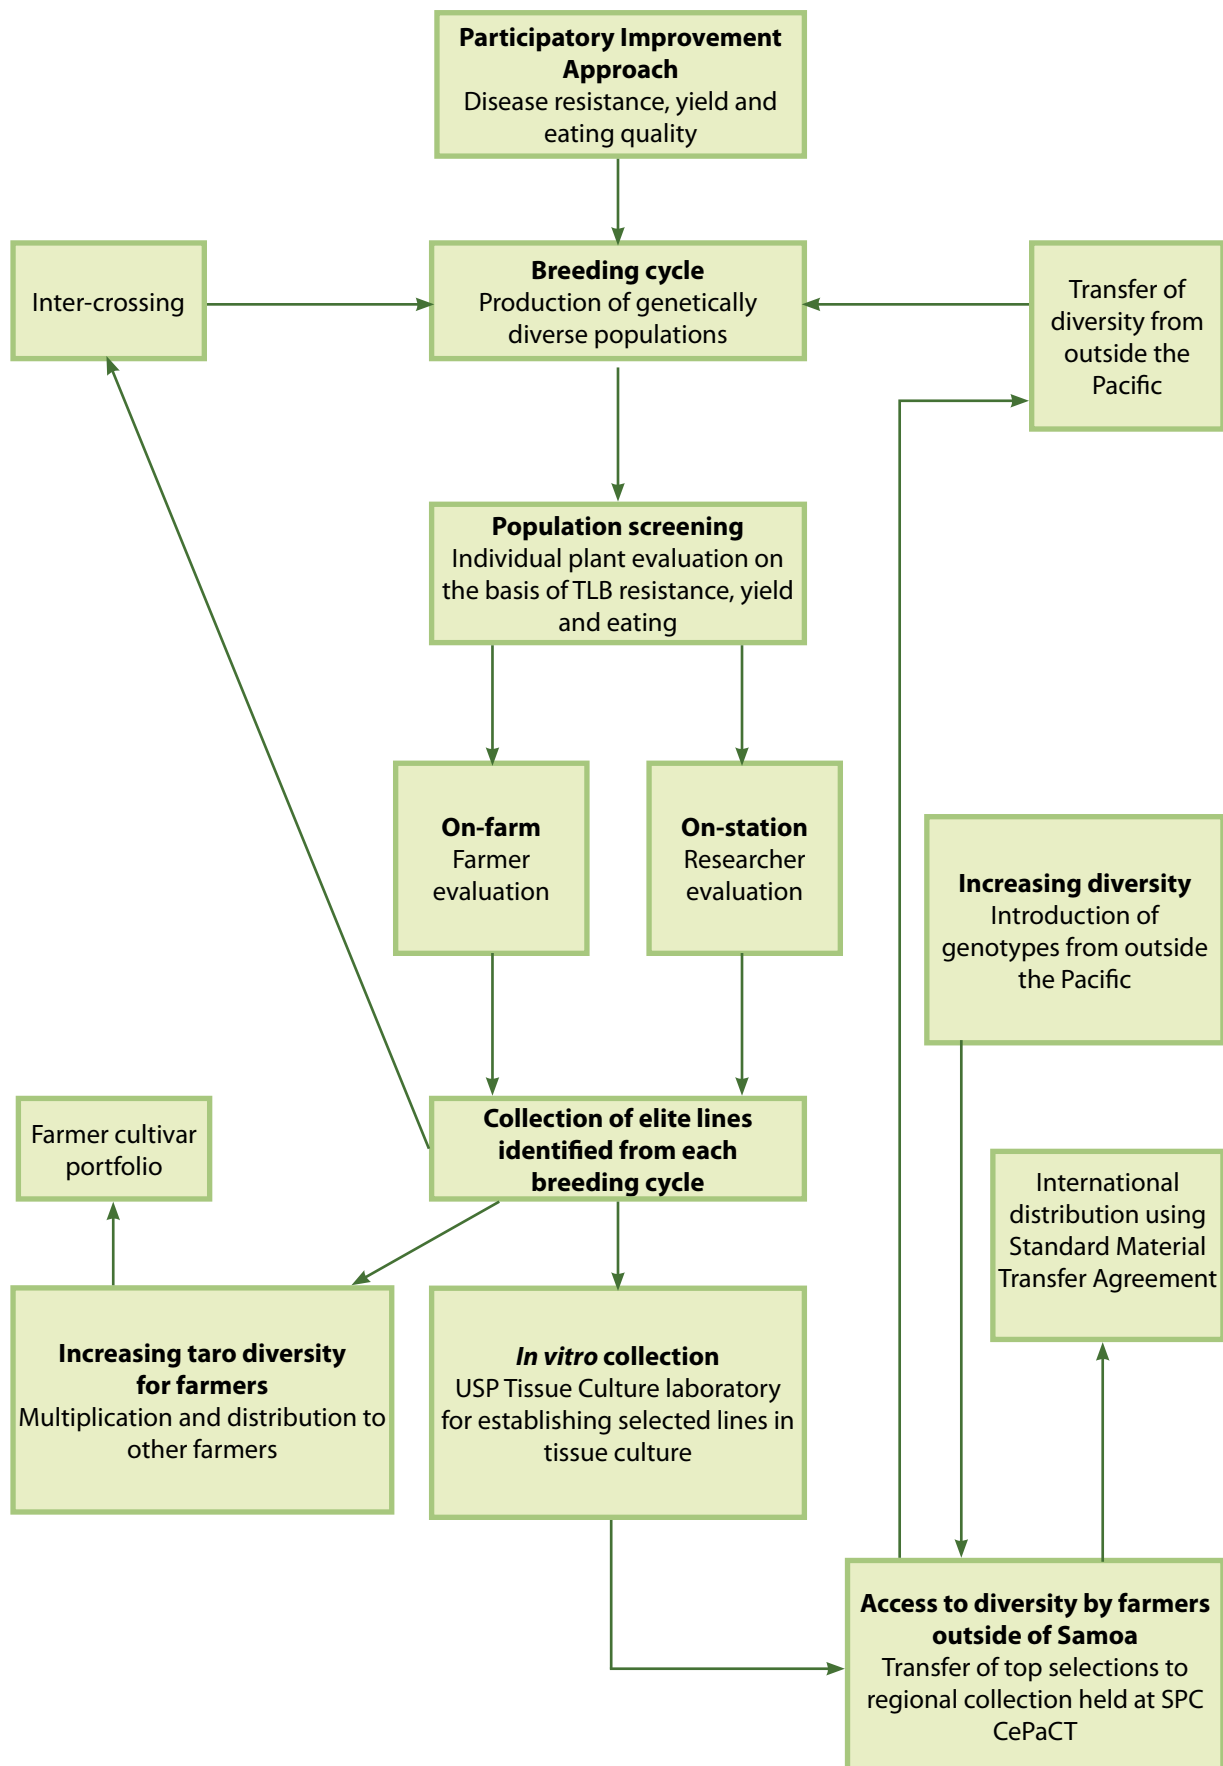 Participatory Improvement
Approach
Disease resistance, yield and
eating quality
Inter-crossing
Breeding cycle
Production of genetically
diverse populations
Transfer of
diversity from
outside the
Pacific
Population screening
Individual plant evaluation on
the basis of TLB resistance, yield
and eating
On-farm
Farmer
evaluation
On-station
Researcher
evaluation
Increasing diversity
Introduction of
genotypes from outside
the Pacific
Farmer cultivar
portfolio
Collection of elite lines
identified from each
breeding cycle
International
distribution using
Standard Material
Transfer Agreement
Increasing taro diversity
for farmers
Multiplication and distribution to
other farmers
In vitro collection
USP Tissue Culture laboratory
for establishing selected lines in
tissue culture
Access to diversity by farmers
outside of Samoa
Transfer of top selections to
regional collection held at SPC
CePaCT